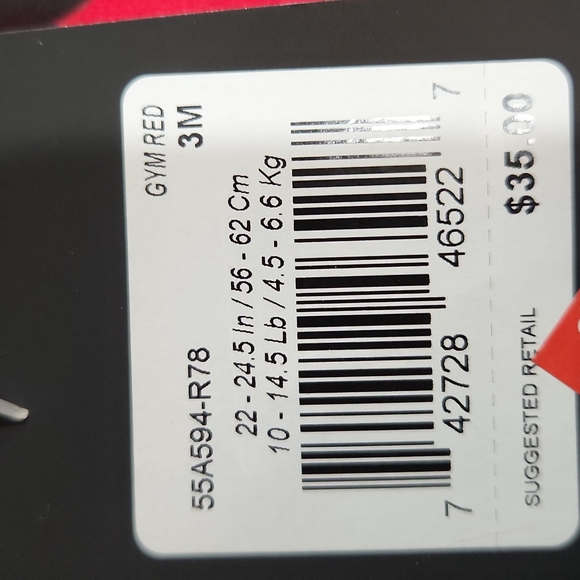 55A594-R78 GYM RED
3M
22 - 24.5 In / 56 - 62 Cm
10 - 14.5 Lb / 4.5 - 6.6 Kg
7 42728 46522 7
SUGGESTED RETAIL $35.00